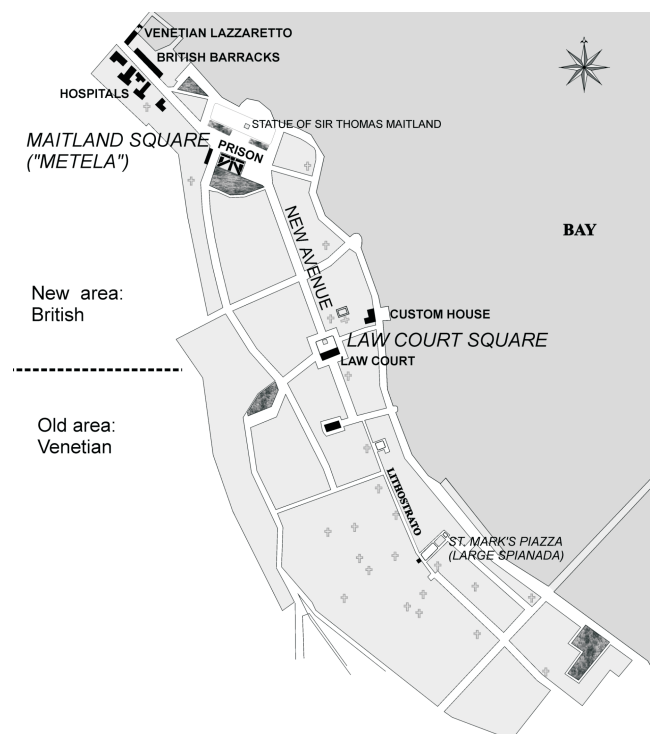 VENETIAN LAZZARETTO
BRITISH BARRACKS
HOSPITALS
STATUE OF SIR THOMAS MAITLAND
MAITLAND SQUARE
("METELA")
PRISON
NEW AVENUE
BAY
New area:
British
CUSTOM HOUSE
LAW COURT SQUARE
LAW COURT
Old area:
Venetian
LITHOSTRATO
ST. MARK'S PIAZZA
(LARGE SPIANADA)